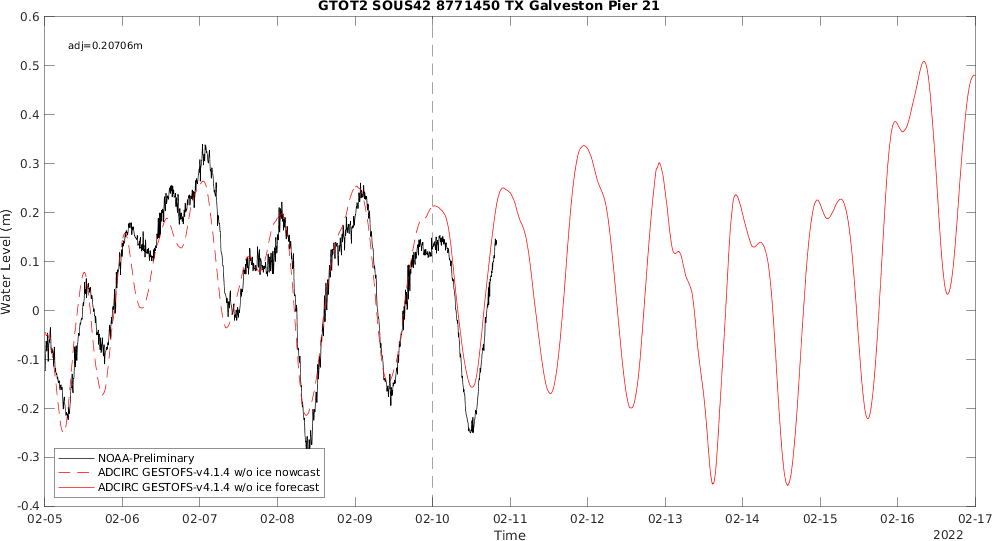 GTOT2 SOUS42 8771450 TX Galveston Pier 21
0.6
0.5
0.4
0.3
0.2
0.1
0
-0.1
-0.2
-0.3
-0.4
Water Level (m)
adj=0.20706m
NOAA-Preliminary
ADCIRC GESTOFS-v4.1.4 w/o ice nowcast
ADCIRC GESTOFS-v4.1.4 w/o ice forecast
02-05 02-06 02-07 02-08 02-09 02-10 02-11 02-12 02-13 02-14 02-15 02-16 02-17
Time
2022